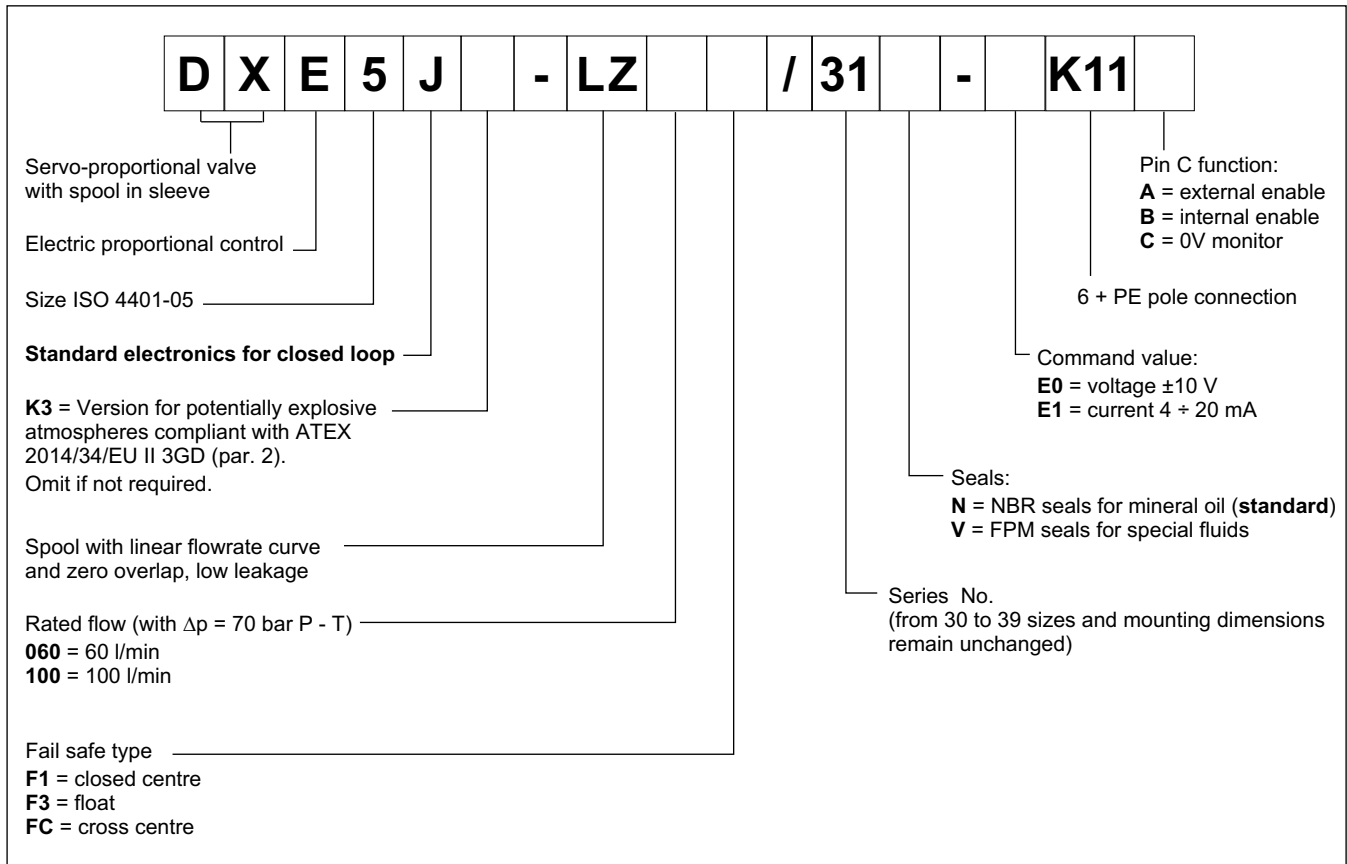 D X E 5 J - LZ / 31 - K11
Servo-proportional valve
with spool in sleeve
Electric proportional control
Size ISO 4401-05
Standard electronics for closed loop
K3 = Version for potentially explosive
atmospheres compliant with ATEX
2014/34/EU II 3GD (par. 2).
Omit if not required.
Spool with linear flowrate curve
and zero overlap, low leakage
Rated flow (with Δp = 70 bar P - T)
060 = 60 l/min
100 = 100 l/min
Fail safe type
F1 = closed centre
F3 = float
FC = cross centre
Pin C function:
A = external enable
B = internal enable
C = 0V monitor
6 + PE pole connection
Command value:
E0 = voltage ±10 V
E1 = current 4 ÷ 20 mA
Seals:
N = NBR seals for mineral oil (standard)
V = FPM seals for special fluids
Series No.
(from 30 to 39 sizes and mounting dimensions
remain unchanged)